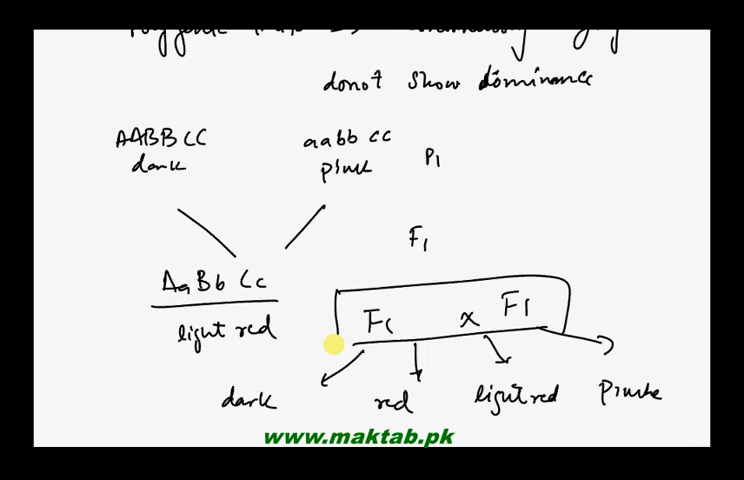 donot show dominance
AABBCC aabbcc
dark pink P1
F1
AaBbCc
light red
F1 x F1
dark red light red Pink
www.maktab.pk